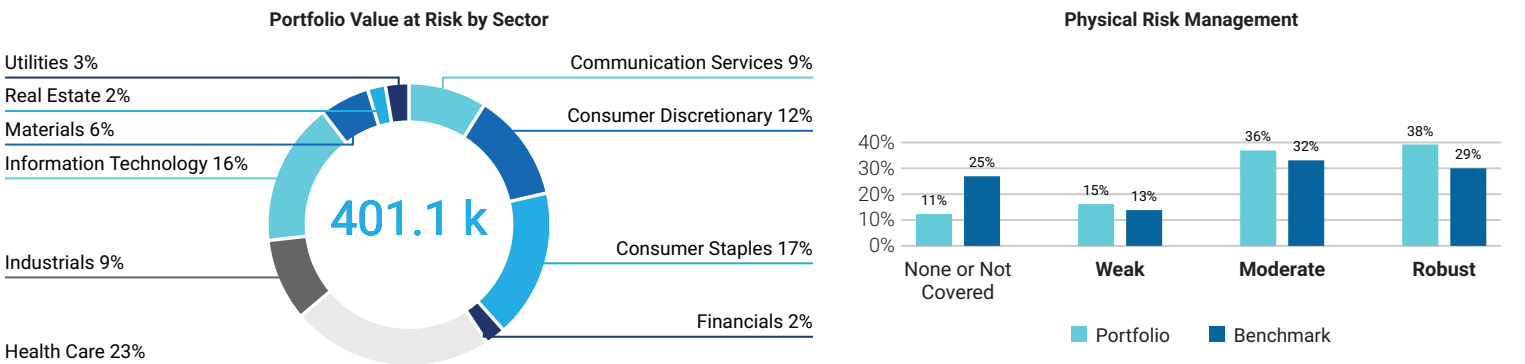 Portfolio Value at Risk by Sector
Utilities 3%
Real Estate 2%
Materials 6%
Information Technology 16%
Industrials 9%
Health Care 23%
Communication Services 9%
Consumer Discretionary 12%
Consumer Staples 17%
Financials 2%
401.1 k
Physical Risk Management
40%
30%
20%
10%
0%
11%
25%
15%
13%
36%
32%
38%
29%
None or Not
Covered
Weak
Moderate
Robust
Portfolio
Benchmark